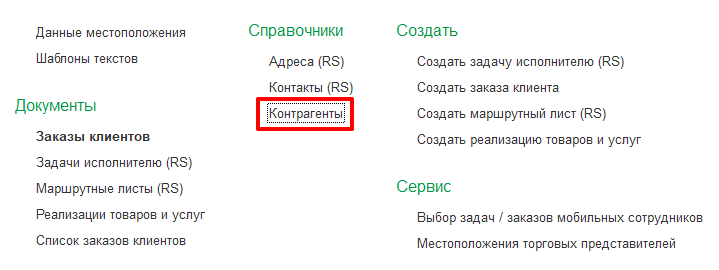 Данные местоположения
Шаблоны текстов
Документы
Заказы клиентов
Задачи исполнителю (RS)
Маршрутные листы (RS)
Реализации товаров и услуг
Список заказов клиентов
Справочники
Адреса (RS)
Контакты (RS)
Контрагенты
Создать
Создать задачу исполнителю (RS)
Создать заказа клиента
Создать маршрутный лист (RS)
Создать реализацию товаров и услуг
Сервис
Выбор задач / заказов мобильных сотрудников
Местоположения торговых представителей